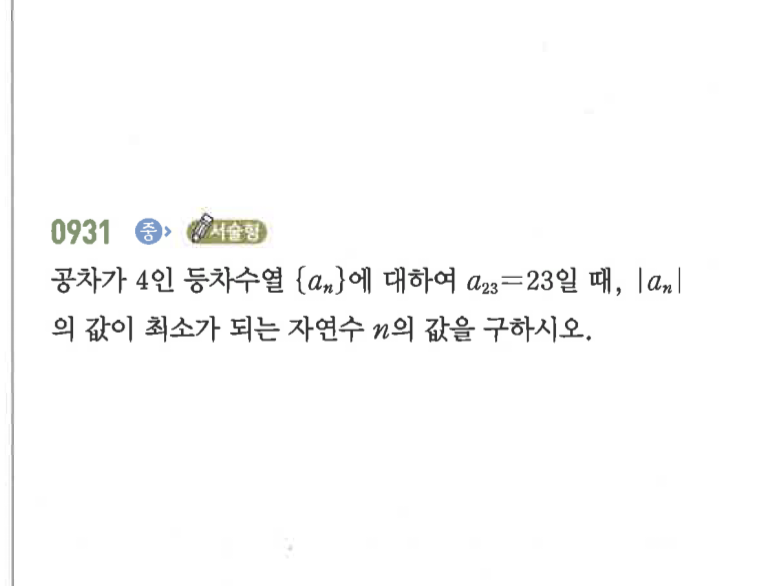 0931 중 서술형
공차가 4인 등차수열 {aₙ}에 대하여 a₂₃=23일 때, |aₙ|
의 값이 최소가 되는 자연수 n의 값을 구하시오.